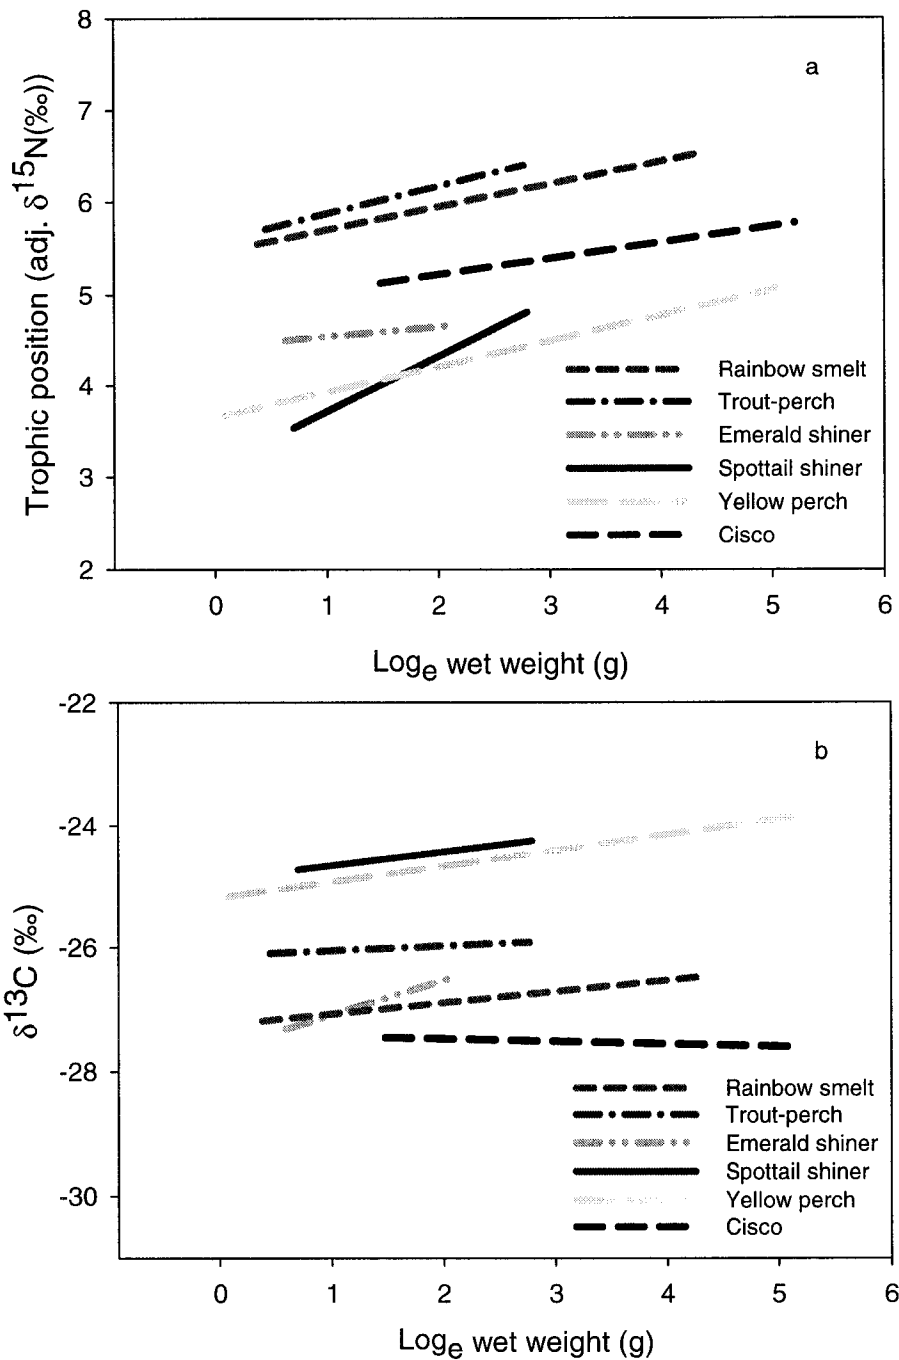 8
7
6
5
4
3
2
Trophic position (adj. δ15N(‰))
a
Rainbow smelt
Trout-perch
Emerald shiner
Spottail shiner
Yellow perch
Cisco
0 1 2 3 4 5 6
Loge wet weight (g)
-22
-24
-26
-28
-30
δ13C (‰)
b
Rainbow smelt
Trout-perch
Emerald shiner
Spottail shiner
Yellow perch
Cisco
0 1 2 3 4 5 6
Loge wet weight (g)